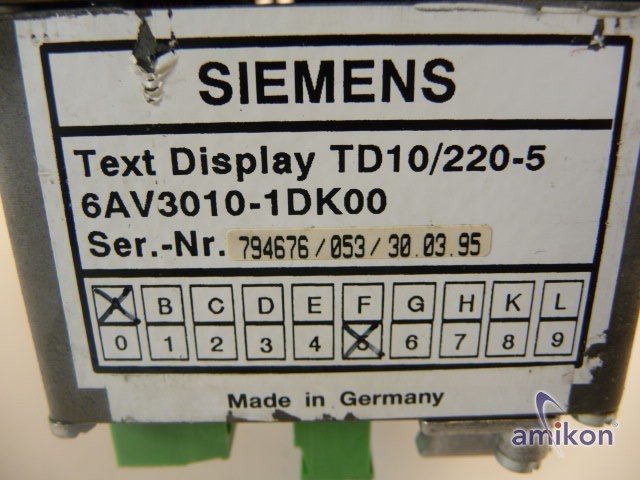 SIEMENS
Text Display TD10/220-5
6AV3010-1DK00
Ser.-Nr. 794676/053/30.03.95
A B C D E F G H K L
0 1 2 3 4 5 6 7 8 9
Made in Germany
amikon